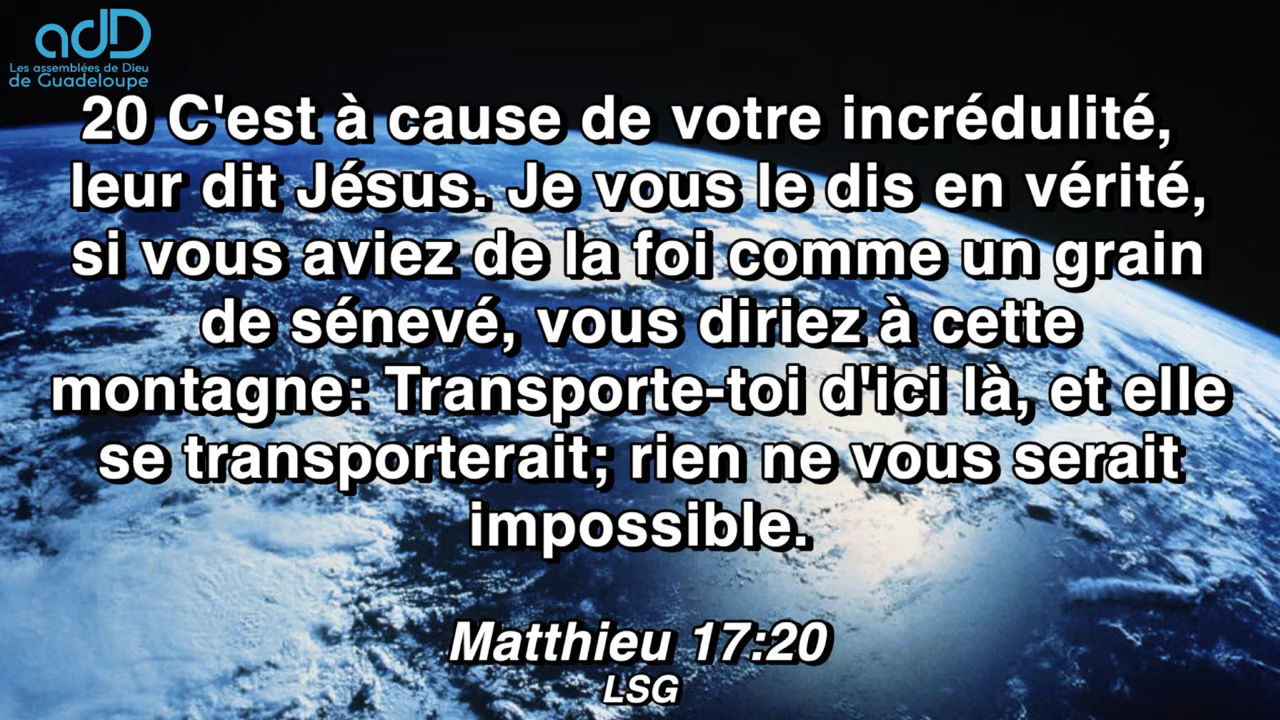 adD
Les assemblées de Dieu
de Guadeloupe
20 C'est à cause de votre incrédulité,
leur dit Jésus. Je vous le dis en vérité,
si vous aviez de la foi comme un grain
de sénevé, vous diriez à cette
montagne: Transporte-toi d'ici là, et elle
se transporterait; rien ne vous serait
impossible.
Matthieu 17:20
LSG